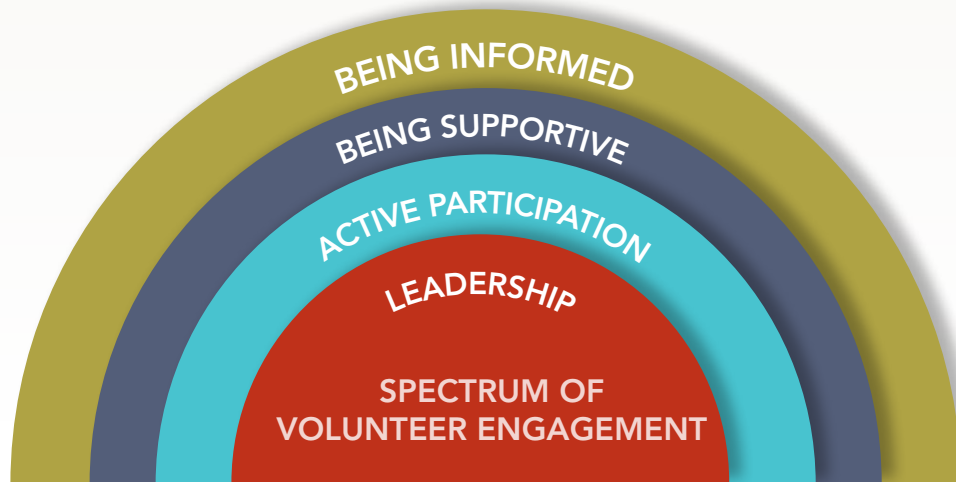 BEING INFORMED
BEING SUPPORTIVE
ACTIVE PARTICIPATION
LEADERSHIP
SPECTRUM OF
VOLUNTEER ENGAGEMENT